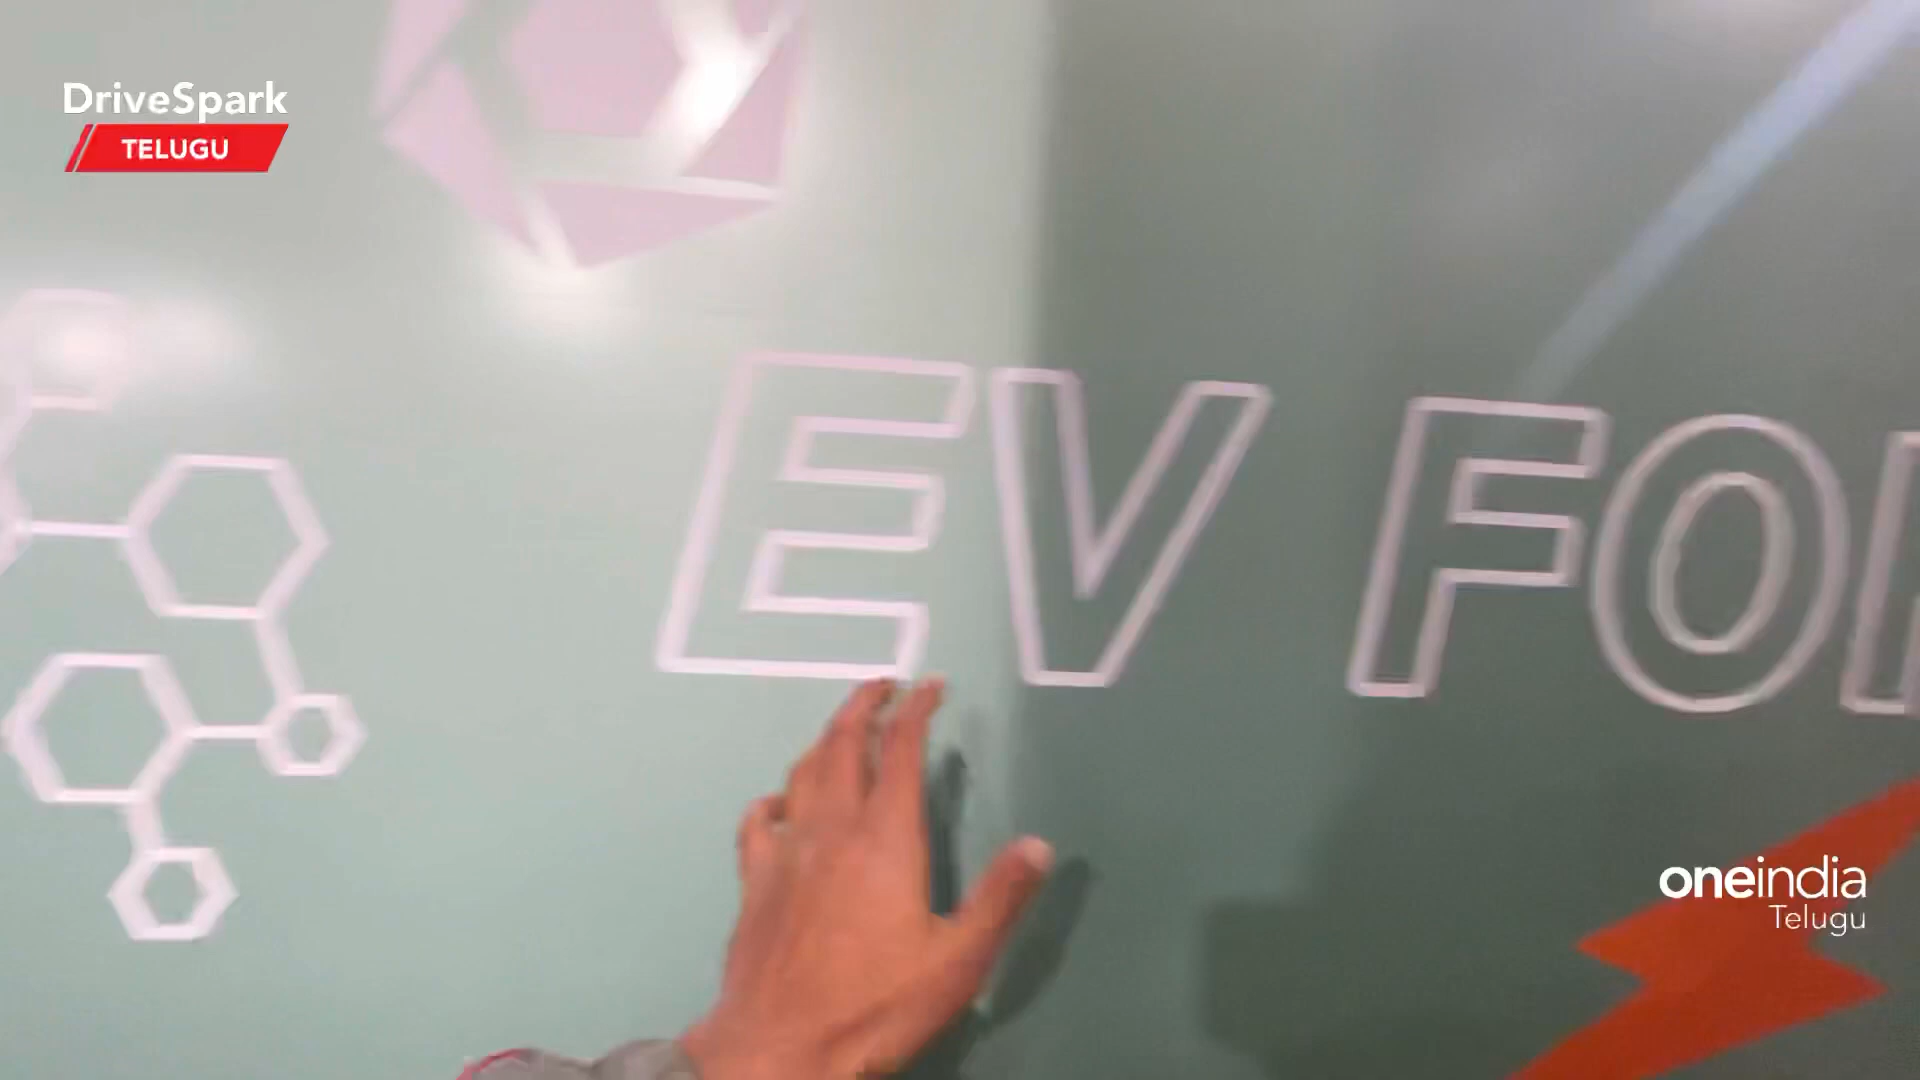 DriveSpark
TELUGU
EV FO
oneindia
Telugu